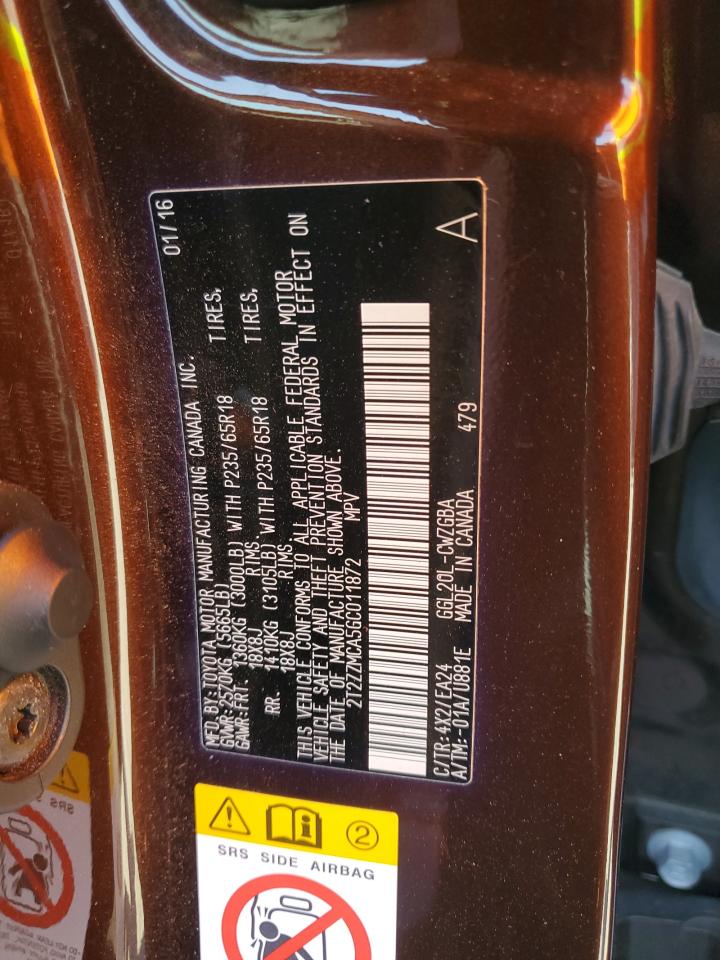 MFD.BY:TOYOTA MOTOR MANUFACTURING CANADA INC. 01/16
GVWR:2570KG (5665LB)
GAWR:FRT. 1360KG (3000LB) WITH P235/65R18 TIRES,
18X8J RIMS
RR. 1410KG (3105LB) WITH P235/65R18 TIRES,
18X8J RIMS
THIS VEHICLE CONFORMS TO ALL APPLICABLE FEDERAL MOTOR
VEHICLE SAFETY AND THEFT PREVENTION STANDARDS IN EFFECT ON
THE DATE OF MANUFACTURE SHOWN ABOVE.
2T2ZZMCA5GC011872 MPV
C/TR:4X2/EA24 GGL20L-CWZGBA A
A/TM:-01A/U881E MADE IN CANADA 479
2
SRS SIDE AIRBAG
SRS